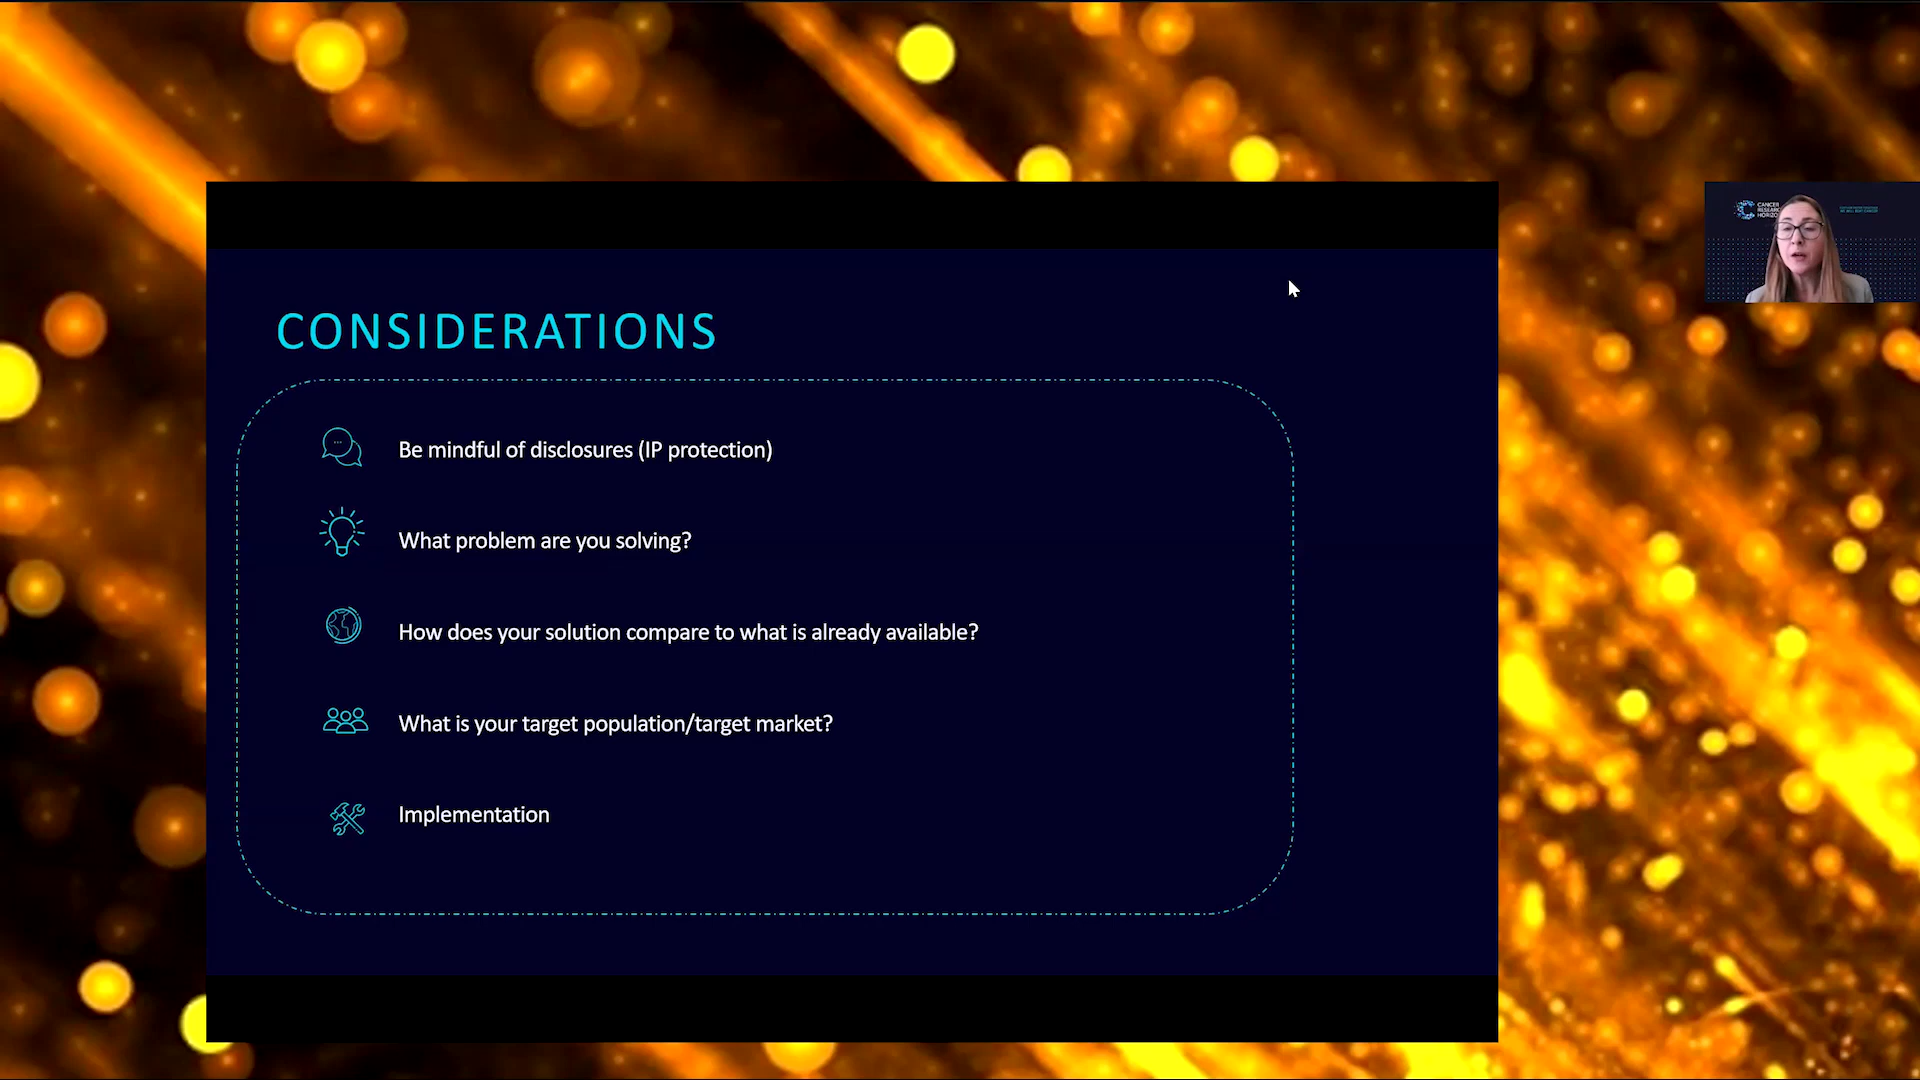 CONSIDERATIONS
Be mindful of disclosures (IP protection)
What problem are you solving?
How does your solution compare to what is already available?
What is your target population/target market?
Implementation
CANCER